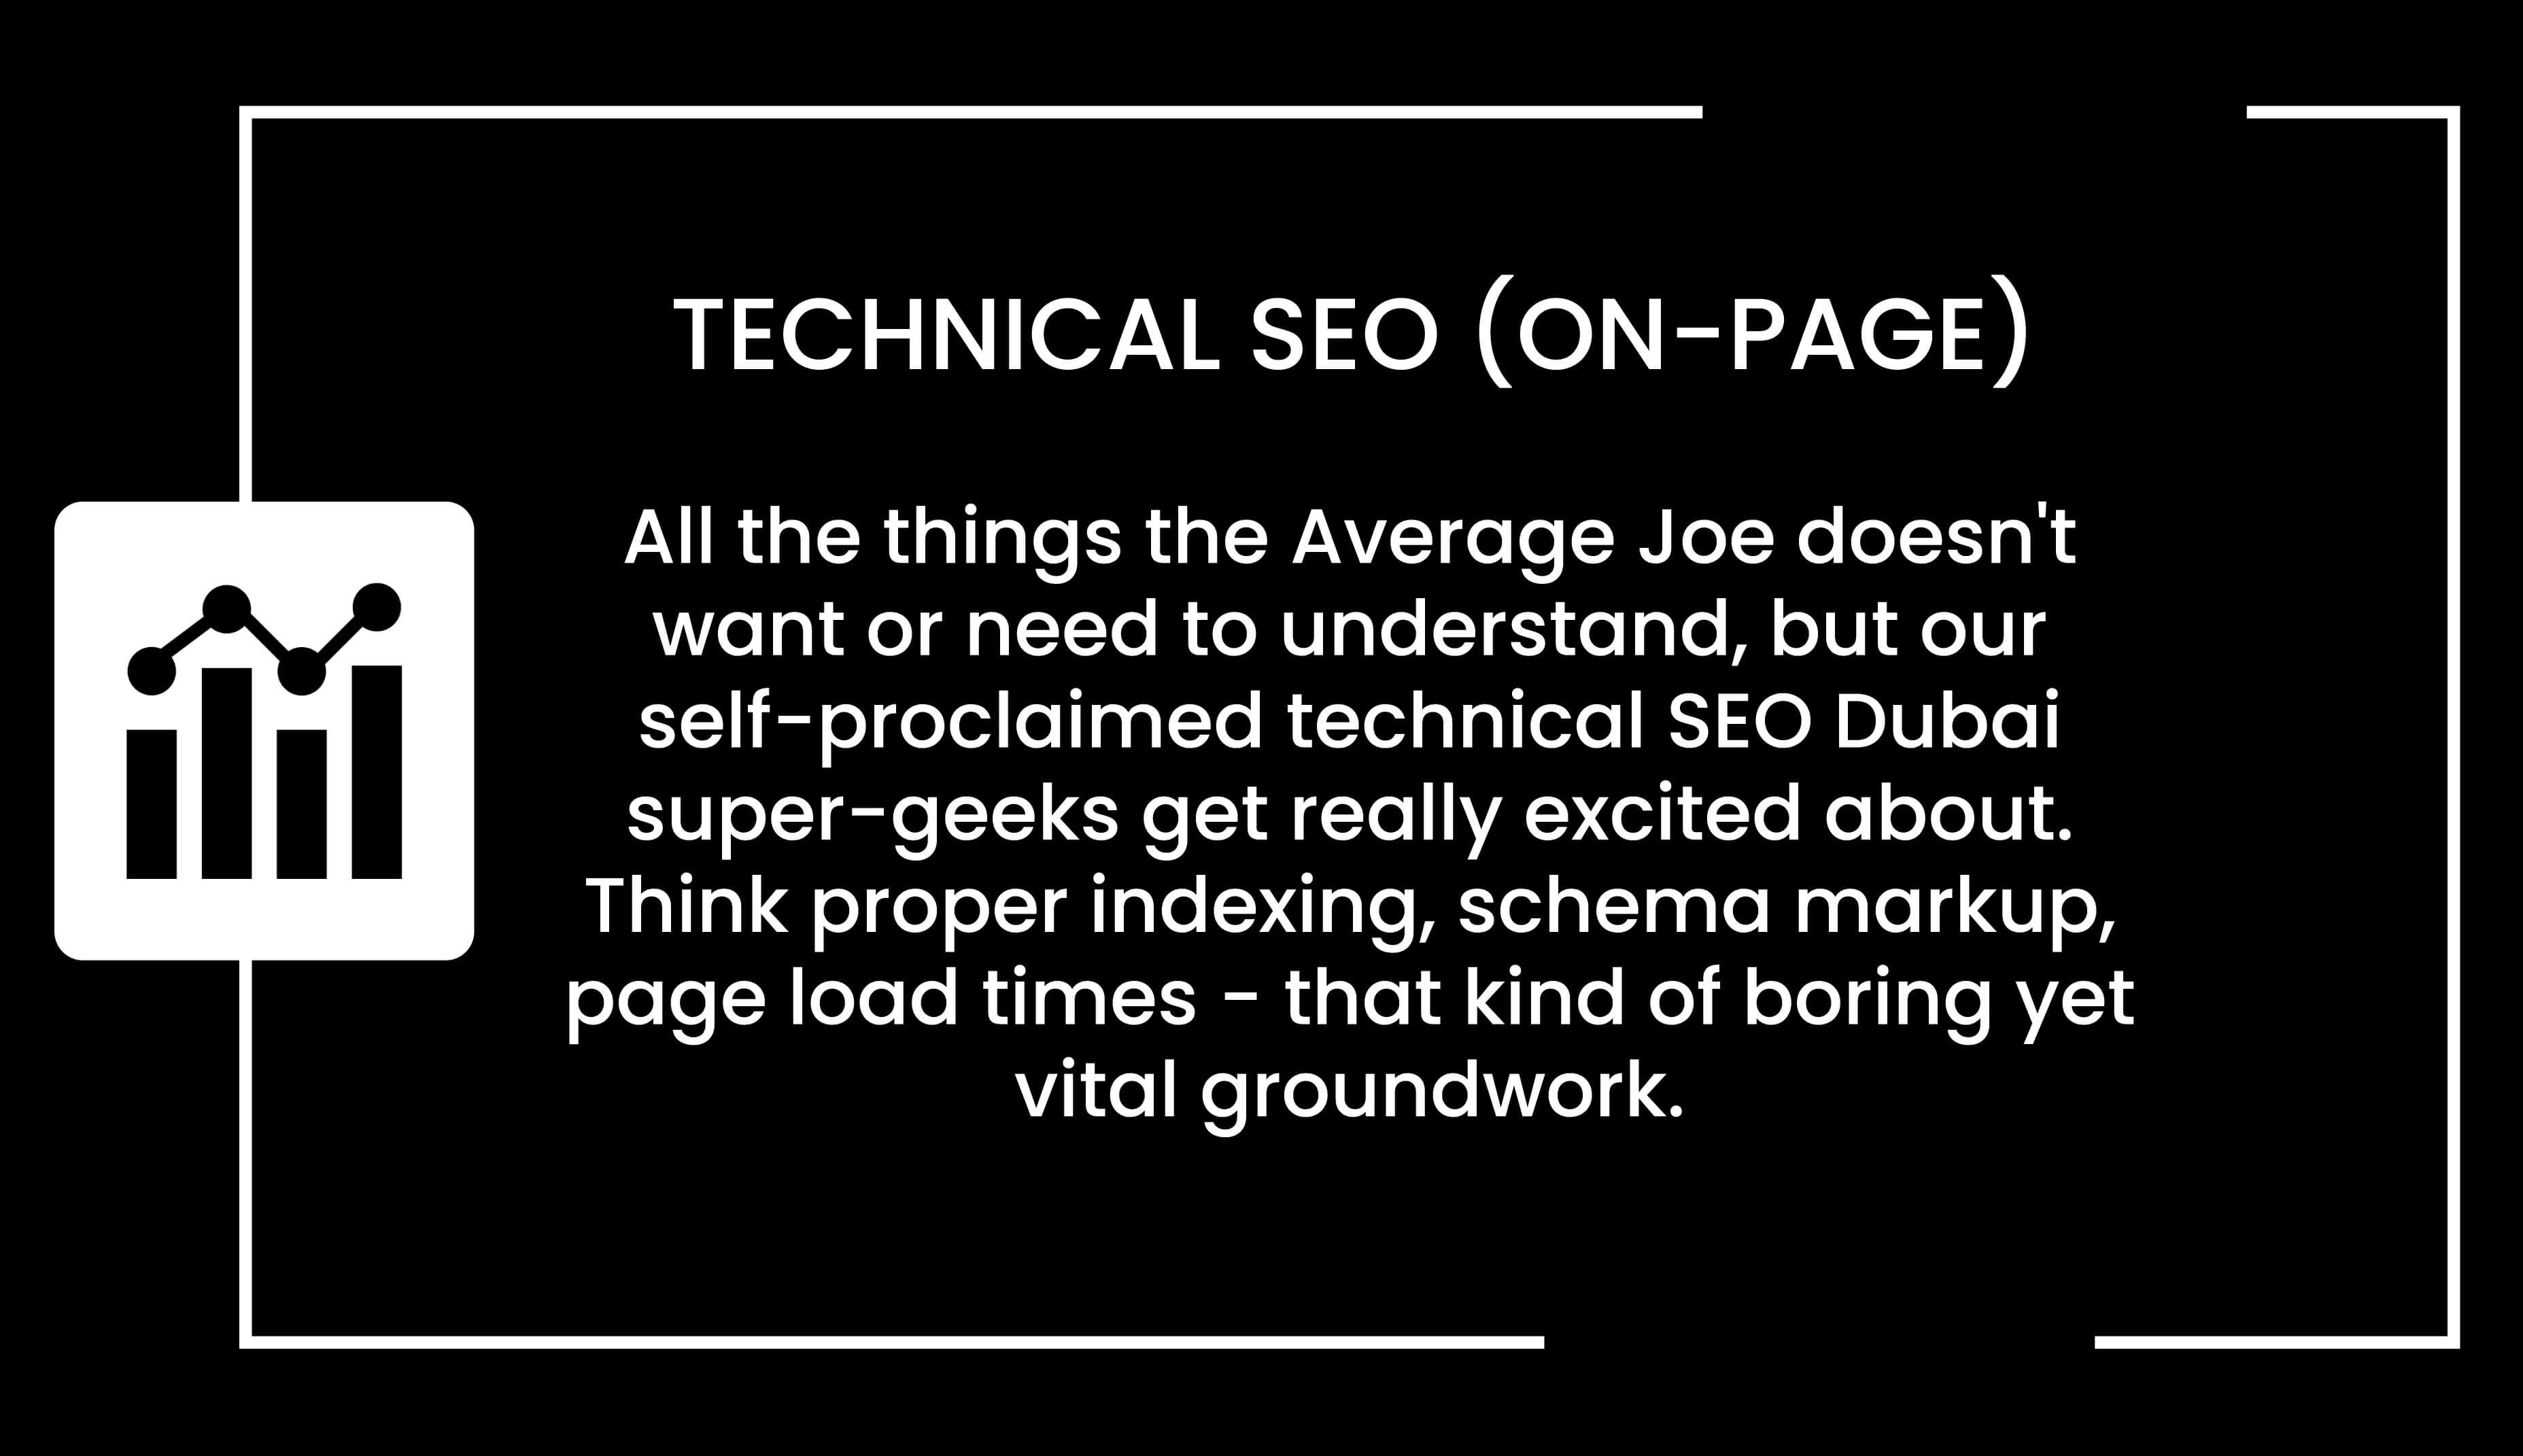 TECHNICAL SEO (ON-PAGE)
All the things the Average Joe doesn't
want or need to understand, but our
self-proclaimed technical SEO Dubai
super-geeks get really excited about.
Think proper indexing, schema markup,
page load times - that kind of boring yet
vital groundwork.